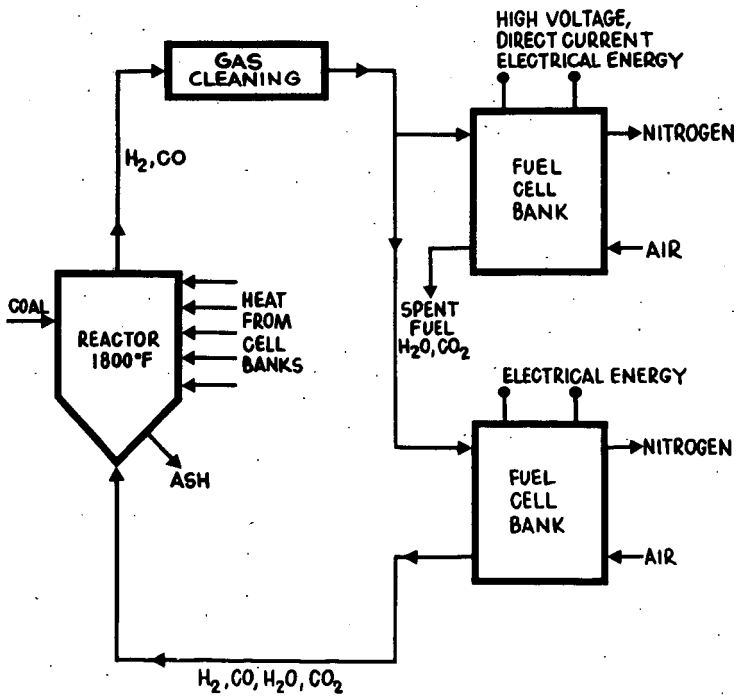 HIGH VOLTAGE,
DIRECT CURRENT
ELECTRICAL ENERGY
GAS
CLEANING
H₂,CO
FUEL
CELL
BANK
NITROGEN
AIR
SPENT
FUEL
H₂O,CO₂
COAL
REACTOR
1800°F
HEAT
FROM
CELL
BANKS
ASH
ELECTRICAL ENERGY
FUEL
CELL
BANK
NITROGEN
AIR
H₂,CO,H₂O,CO₂